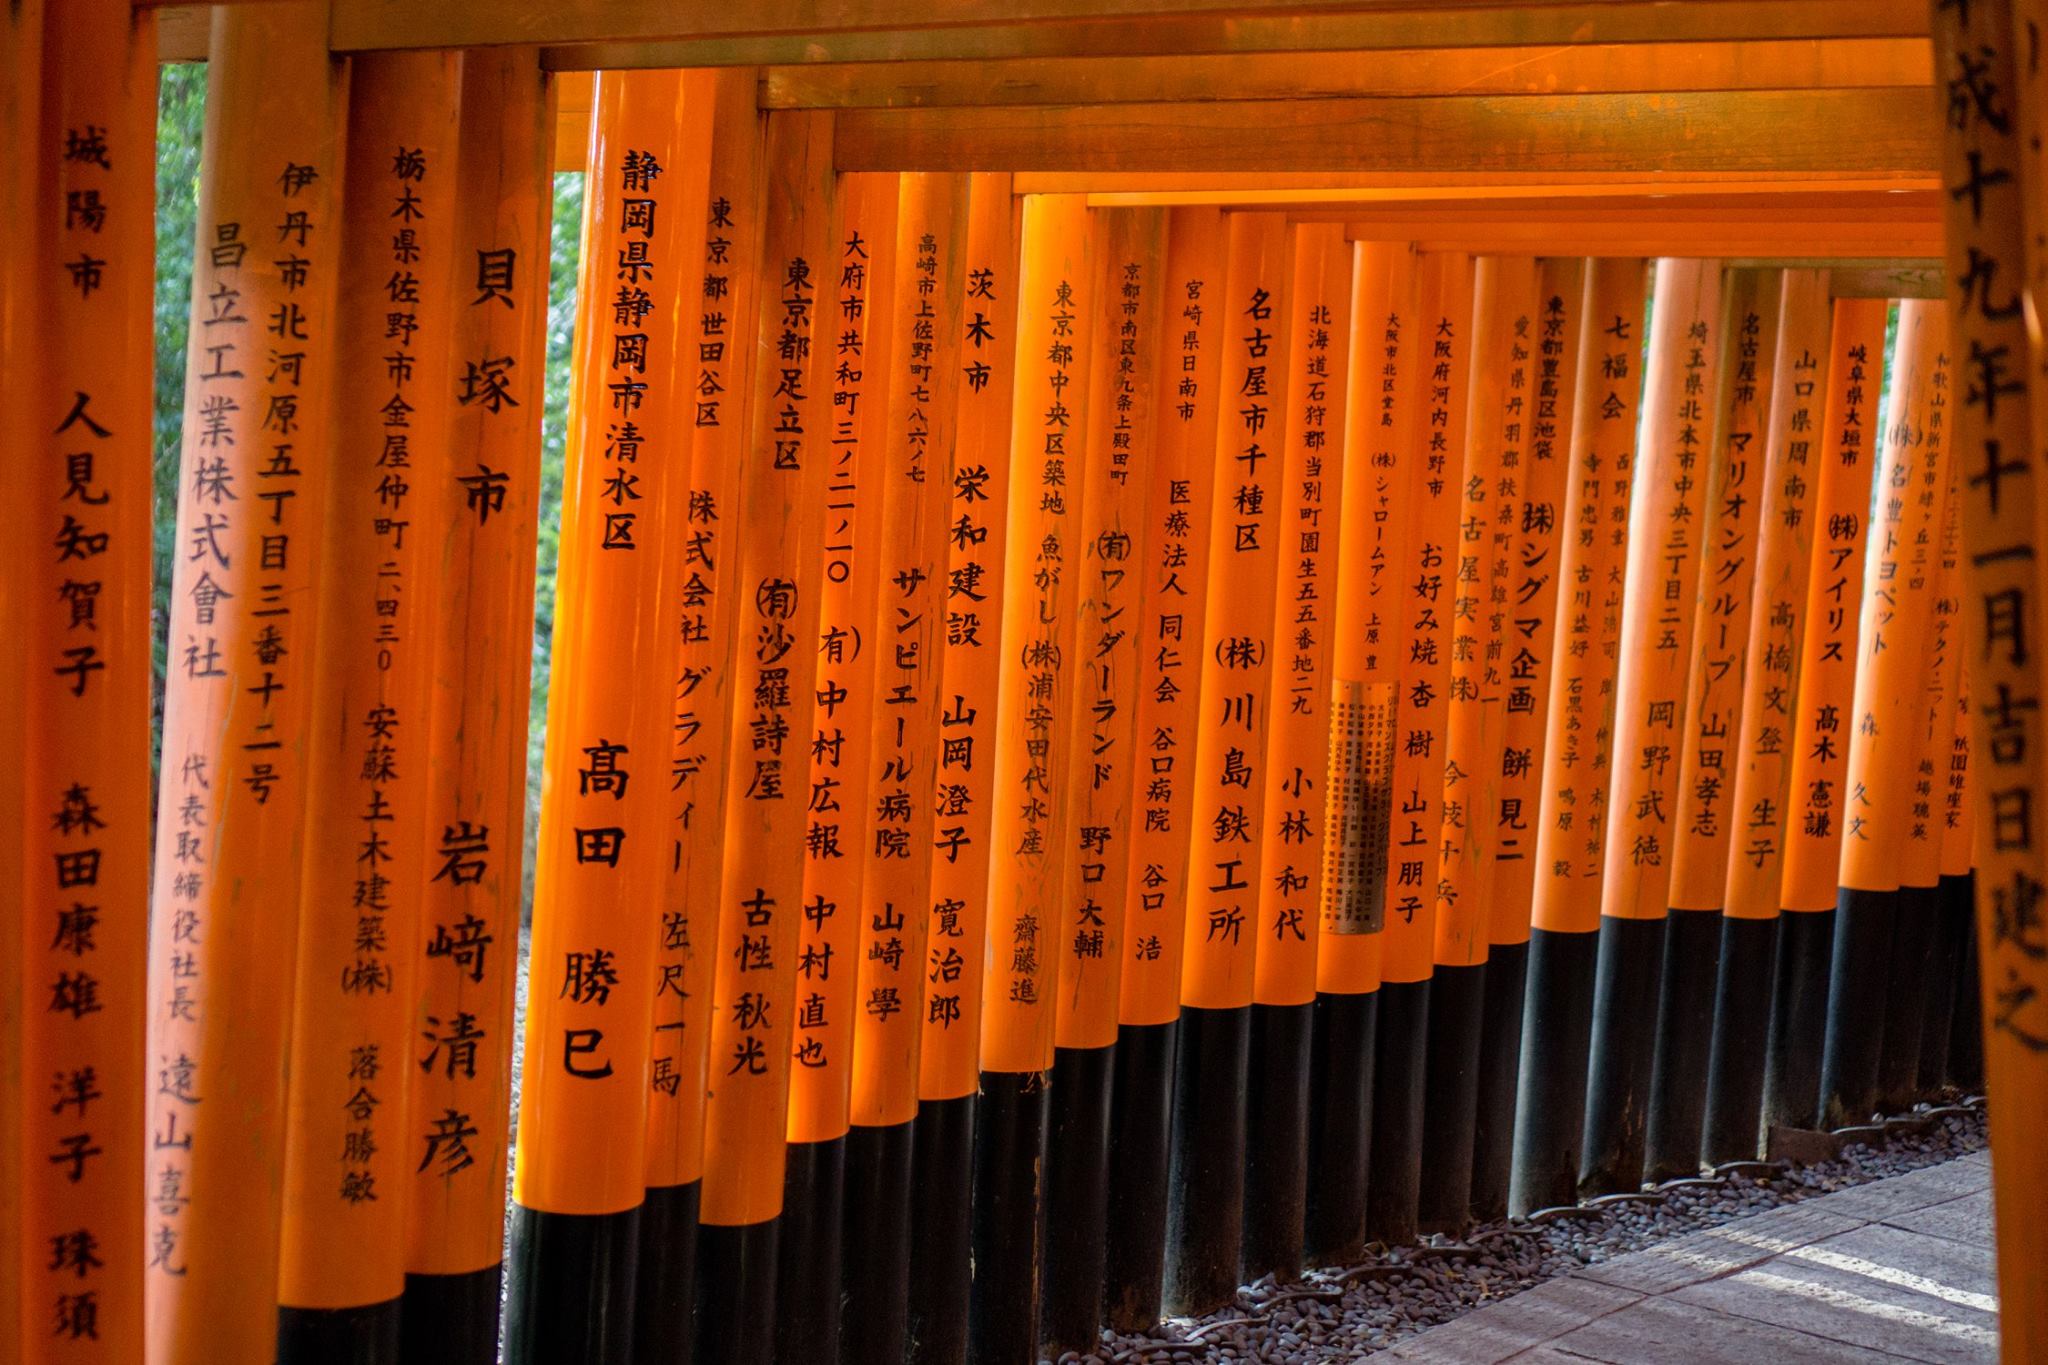 城陽市 人見知賀子 森田康雄 洋子 珠須
昌立工業株式會社 代表取締役社長 遠山喜克
伊丹市北河原五丁目三番十二号
栃木県佐野市金屋仲町二、四三〇 安蘇土木建築(株) 落合勝敏
貝塚市 岩﨑清彦
静岡県静岡市清水区 髙田勝巳
東京都世田谷区 株式会社グラディー 佐尺一馬
東京都足立区 (有)沙羅詩屋 古性秋光
大府市共和町三ノ二一ノ一〇 (有)中村広報 中村直也
高崎市上佐野町七八六ノ七 サンピエール病院 山崎學
茨木市 栄和建設 山岡澄子 寛治郎
東京都中央区築地 魚がし (株)浦安田代水産 齋藤進
京都市南区東九条上殿田町 (有)ワンダーランド 野口大輔
宮崎県日南市 医療法人 同仁会 谷口病院 谷口 浩
名古屋市千種区 (株)川島鉄工所
北海道石狩郡当別町園生五五番地二九 小林和代
大阪市北区堂島 (株)シャロームアン 上原 豊
大阪府河内長野市 お好み焼 杏樹 山上朋子
名古屋実業(株) 今枝十兵
愛知県丹羽郡扶桑町高雄宮前九一
東京都豊島区池袋 (株)シグマ企画 餅見二
寺門忠男 古川益好 石黒あき子 鳴原 毅
七福会
西野雅章 大山浩司
埼玉県北本市中央三丁目二五 岡野武徳
名古屋市 マリオングループ 山田孝志
山口県周南市 高橋文登 生子
岐阜県大垣市 (株)アイリス 髙木憲謙
(株)名豊トヨペット 森 久文
和歌山県新宮市緑ヶ丘三ノ四
祇園雄座家
平成十九年十一月吉日建之